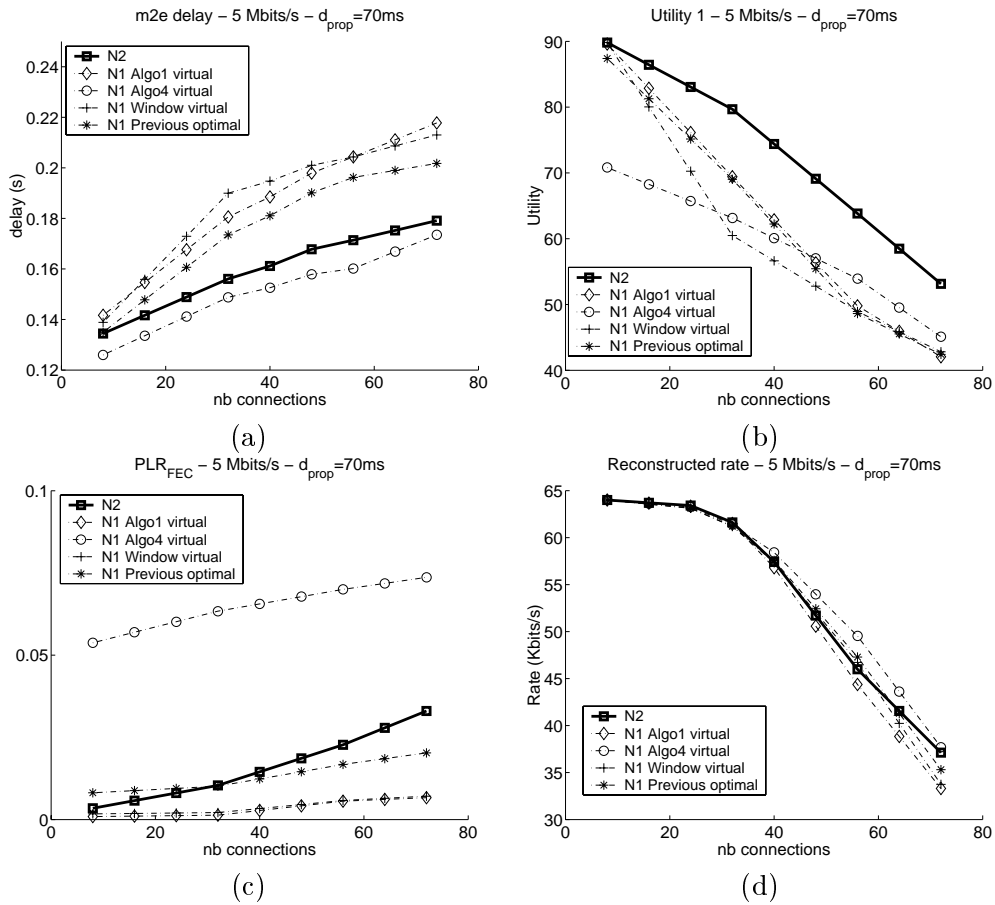 m2e delay – 5 Mbits/s – dprop=70ms
0.24
0.22
0.2
0.18
0.16
0.14
0.12
delay (s)
N2
N1 Algo1 virtual
N1 Algo4 virtual
N1 Window virtual
N1 Previous optimal
0 20 40 60 80
nb connections
(a)
Utility 1 – 5 Mbits/s – dprop=70ms
90
80
70
60
50
40
Utility
N2
N1 Algo1 virtual
N1 Algo4 virtual
N1 Window virtual
N1 Previous optimal
0 20 40 60 80
nb connections
(b)
PLRFEC – 5 Mbits/s – dprop=70ms
0.1
0.05
0
N2
N1 Algo1 virtual
N1 Algo4 virtual
N1 Window virtual
N1 Previous optimal
0 20 40 60 80
nb connections
(c)
Reconstructed rate – 5 Mbits/s – dprop=70ms
65
60
55
50
45
40
35
30
Rate (Kbits/s)
N2
N1 Algo1 virtual
N1 Algo4 virtual
N1 Window virtual
N1 Previous optimal
0 20 40 60 80
nb connections
(d)